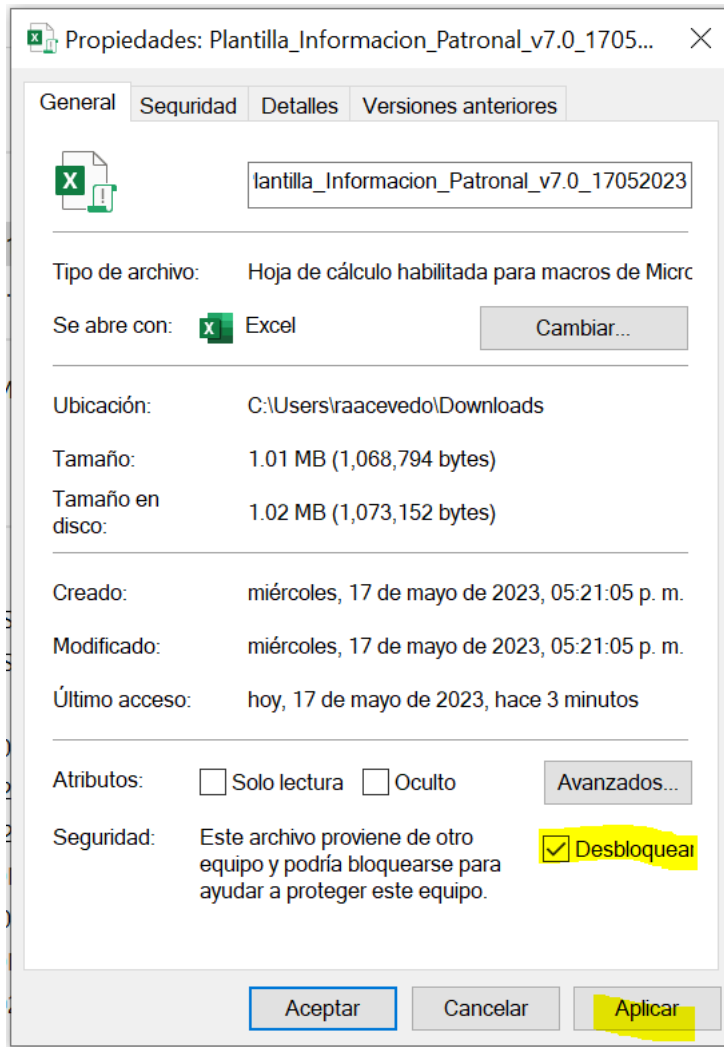 Propiedades: Plantilla_Informacion_Patronal_v7.0_1705...
General Seguridad Detalles Versiones anteriores
lantilla_Informacion_Patronal_v7.0_17052023
Tipo de archivo: Hoja de cálculo habilitada para macros de Micro
Se abre con: Excel Cambiar...
Ubicación: C:\Users\raacevedo\Downloads
Tamaño: 1.01 MB (1,068,794 bytes)
Tamaño en
disco: 1.02 MB (1,073,152 bytes)
Creado: miércoles, 17 de mayo de 2023, 05:21:05 p. m.
Modificado: miércoles, 17 de mayo de 2023, 05:21:05 p. m.
Último acceso: hoy, 17 de mayo de 2023, hace 3 minutos
Atributos: Solo lectura Oculto Avanzados...
Seguridad: Este archivo proviene de otro
equipo y podría bloquearse para
ayudar a proteger este equipo.
Desbloquear
Aceptar Cancelar Aplicar